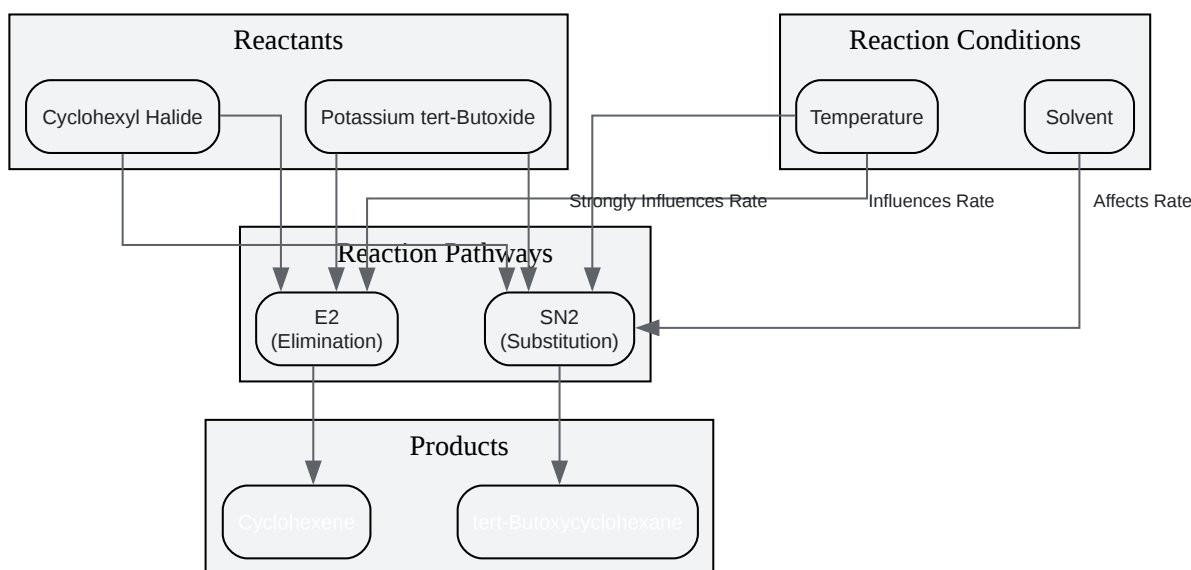 Reactants
Reaction Conditions
Cyclohexyl Halide
Potassium tert-Butoxide
Temperature
Solvent
Strongly Influences Rate
Influences Rate
Affects Rate
Reaction Pathways
E2
(Elimination)
SN2
(Substitution)
Products
Cyclohexene
tert-Butoxycyclohexane